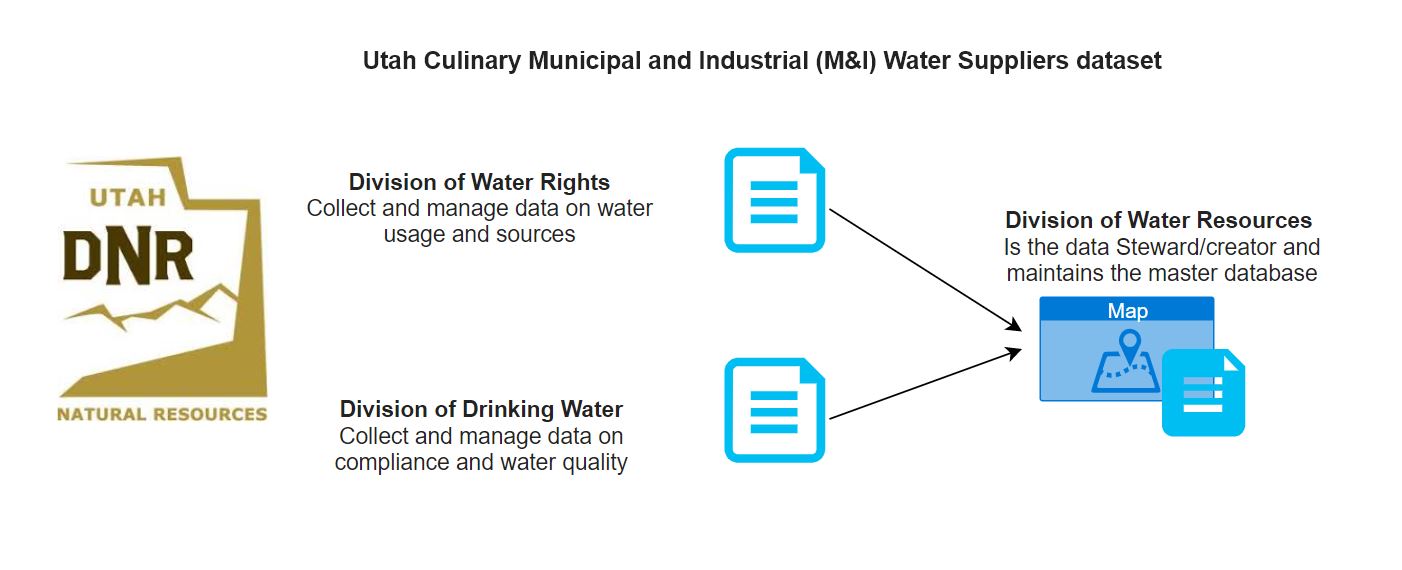 Utah Culinary Municipal and Industrial (M&I) Water Suppliers dataset
UTAH
DNR
NATURAL RESOURCES
Division of Water Rights
Collect and manage data on water
usage and sources
Division of Drinking Water
Collect and manage data on
compliance and water quality
Division of Water Resources
Is the data Steward/creator and
maintains the master database
Map